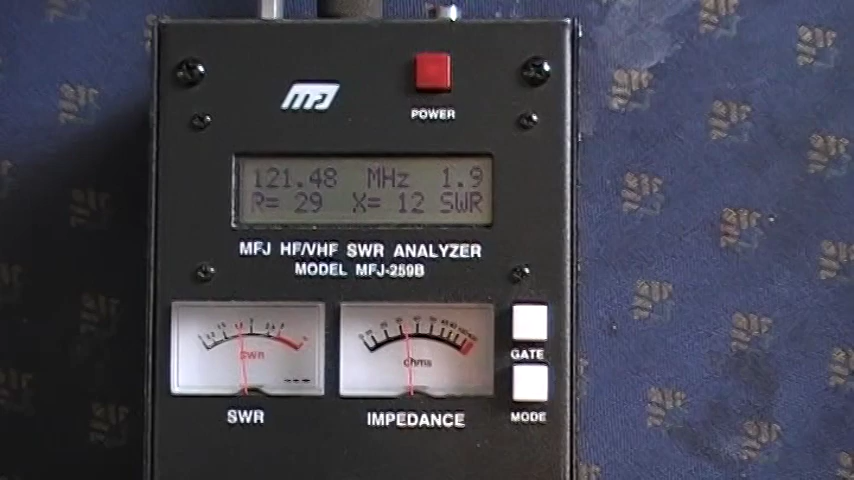 MFJ
POWER
121.48 MHz 1.9
R= 29 X= 12 SWR
MFJ HF/VHF SWR ANALYZER
MODEL MFJ-259B
SWR
ohms
GATE
MODE
SWR
IMPEDANCE